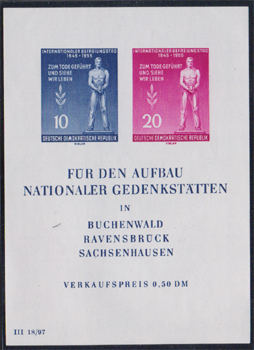 INTERNATIONALER BEFREIUNGSTAG
1945 - 1955
ZUM TODE GEFÜHRT
UND SIEHE
WIR LEBEN
10
DEUTSCHE DEMOKRATISCHE REPUBLIK
INTERNATIONALER BEFREIUNGSTAG
1945 - 1955
ZUM TODE GEFÜHRT
UND SIEHE
WIR LEBEN
20
DEUTSCHE DEMOKRATISCHE REPUBLIK
FÜR DEN AUFBAU
NATIONALER GEDENKSTÄTTEN
IN
BUCHENWALD
RAVENSBRÜCK
SACHSENHAUSEN
VERKAUFSPREIS 0,50 DM
III 18/97